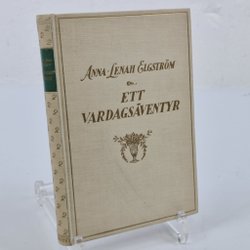 ANNA-LENAH ELGSTRÖM
ETT
VARDAGSÄVENTYR